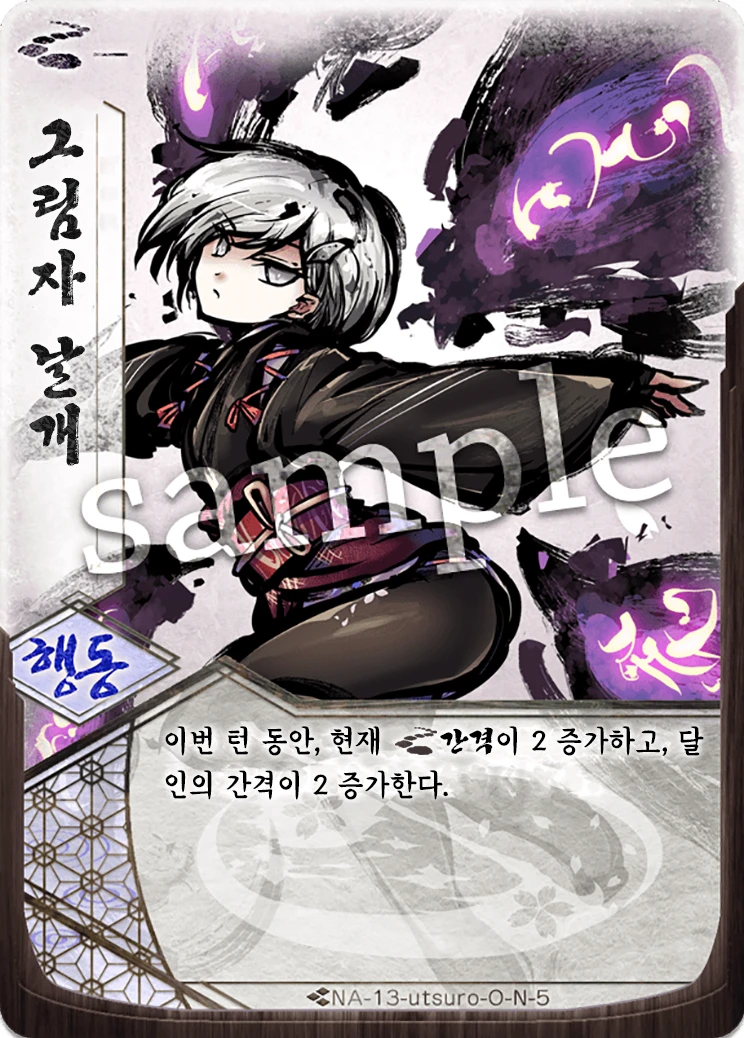 그림자 날개
sample
행동
이번 턴 동안, 현재 간격이 2 증가하고, 달
인의 간격이 2 증가한다.
NA-13-utsuro-O-N-5